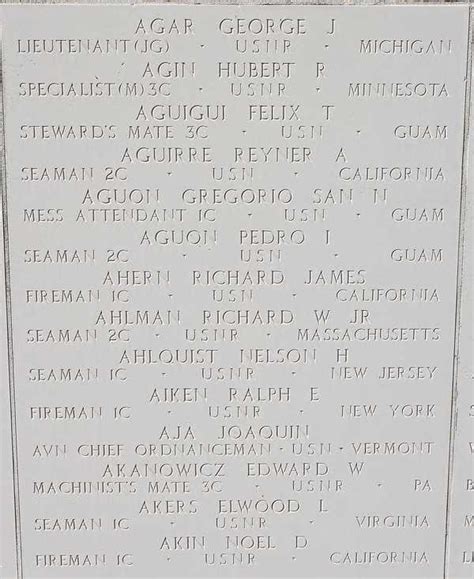 AGAR GEORGE J
LIEUTENANT(JG) · USNR · MICHIGAN
AGIN HUBERT R
SPECIALIST(M)3C · USNR · MINNESOTA
AGUIGUI FELIX T
STEWARD'S MATE 3C · USN · GUAM
AGUIRRE REYNER A
SEAMAN 2C · USN · CALIFORNIA
AGUON GREGORIO SAN N
MESS ATTENDANT 1C · USN · GUAM
AGUON PEDRO I
SEAMAN 2C · USN · GUAM
AHERN RICHARD JAMES
FIREMAN 1C · USN · CALIFORNIA
AHLMAN RICHARD W JR
SEAMAN 2C · USNR · MASSACHUSETTS
AHLQUIST NELSON H
SEAMAN 1C · USNR · NEW JERSEY
AIKEN RALPH E
FIREMAN 1C · USNR · NEW YORK
AJA JOAQUIN
AVN CHIEF ORDNANCEMAN · USN · VERMONT
AKANOWICZ EDWARD W
MACHINIST'S MATE 3C · USNR · PA
AKERS ELWOOD L
SEAMAN 1C · USNR · VIRGINIA
AKIN NOEL D
FIREMAN 1C · USNR · CALIFORNIA